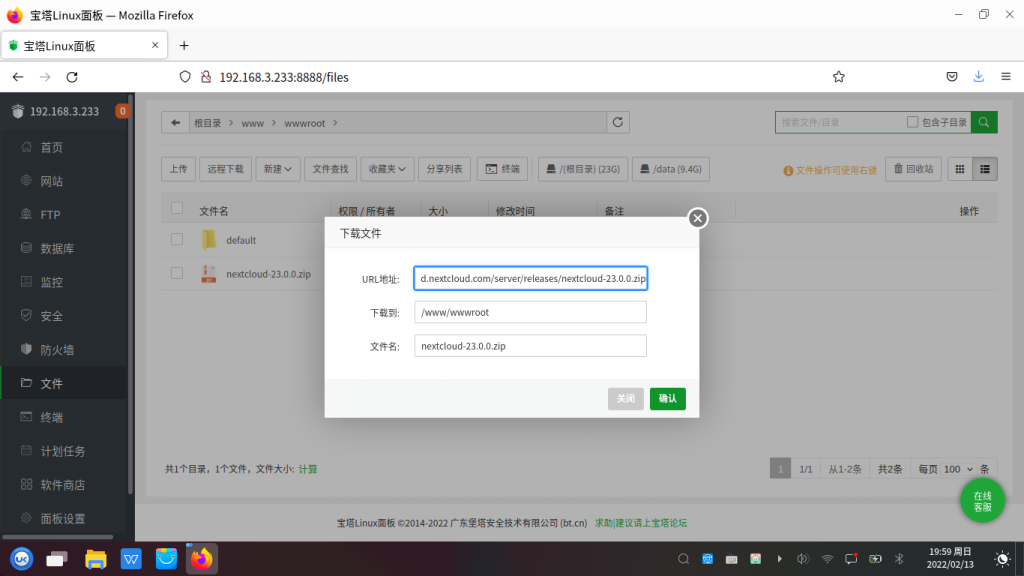 宝塔Linux面板 — Mozilla Firefox
宝塔Linux面板
192.168.3.233:8888/files
192.168.3.233
0
首页
网站
FTP
数据库
监控
安全
防火墙
文件
终端
计划任务
软件商店
面板设置
根目录 > www > wwwroot >
搜索文件/目录
包含子目录
上传
远程下载
新建
文件查找
收藏夹
分享列表
终端
/(根目录) (23G)
/data (9.4G)
文件操作可使用右键
回收站
文件名
权限 / 所有者
大小
修改时间
备注
操作
default
nextcloud-23.0.0.zip
下载文件
URL地址:
d.nextcloud.com/server/releases/nextcloud-23.0.0.zip
下载到:
/www/wwwroot
文件名:
nextcloud-23.0.0.zip
关闭
确认
共1个目录，1个文件，文件大小: 计算
1
1/1
从1-2条
共2条
每页 100 条
在线
客服
宝塔Linux面板 ©2014-2022 广东堡塔安全技术有限公司 (bt.cn) 求助|建议请上宝塔论坛
19:59 周日
2022/02/13